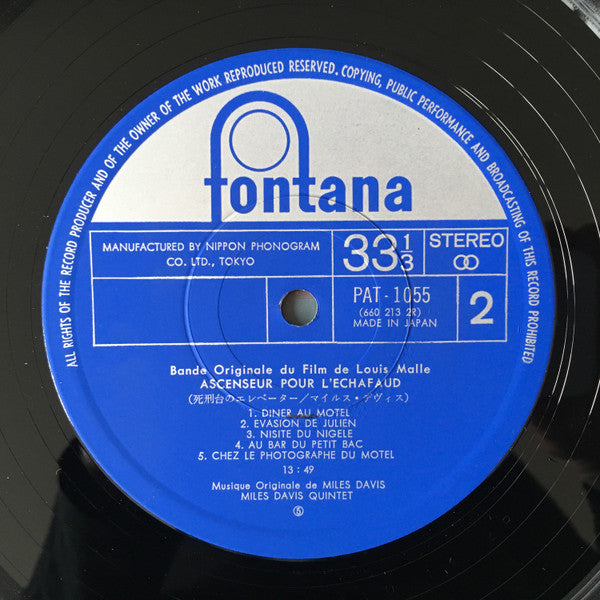 ALL RIGHTS OF THE RECORD PRODUCER AND OF THE OWNER OF THE WORK REPRODUCED RESERVED. COPYING, PUBLIC PERFORMANCE AND BROADCASTING OF THIS RECORD PROHIBITED
fontana
MANUFACTURED BY NIPPON PHONOGRAM
CO. LTD., TOKYO
33 1/3
STEREO
PAT-1055
(660 213 2R)
MADE IN JAPAN
2
Bande Originale du Film de Louis Malle
ASCENSEUR POUR L'ECHAFAUD
(死刑台のエレベーター/マイルス・デヴィス)
1. DINER AU MOTEL
2. EVASION DE JULIEN
3. NISITE DU NIGELE
4. AU BAR DU PETIT BAC
5. CHEZ LE PHOTOGRAPHE DU MOTEL
13:49
Musique Originale de MILES DAVIS
MILES DAVIS QUINTET